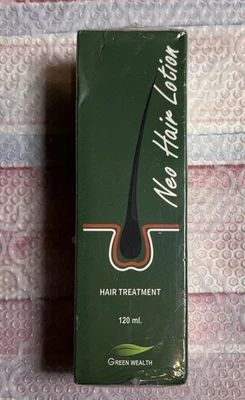 Neo Hair Lotion
HAIR TREATMENT
120 ml.
GREEN WEALTH